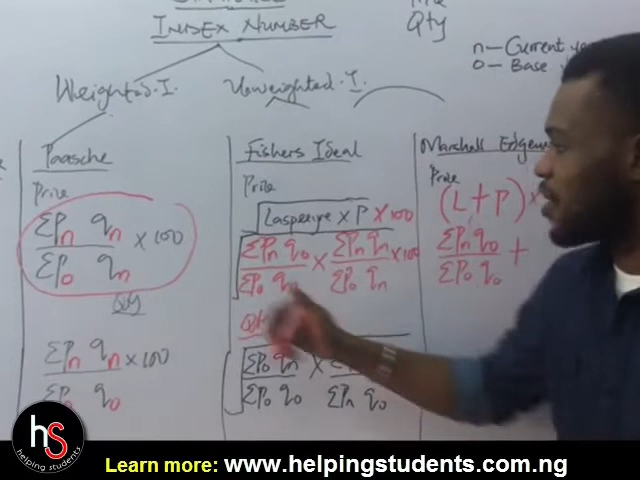 INDEX NUMBER
Qty
n - Current
o - Base
Weighted. I.
Unweighted. I.
Paasche
Price
ΣPn qn
ΣPo qn
× 100
Qty
ΣPn qn
ΣPo qo
× 100
Fishers Ideal
Price
Laspeyre × P × 100
ΣPn qo × ΣPn qn × 100
ΣPo qo ΣPo qn
Qty
ΣPo qn ×
ΣPo qo ΣPn qo
Marshall
Price
(L + P) ×
ΣPn qo +
ΣPo qo
hs
helping students
Learn more: www.helpingstudents.com.ng